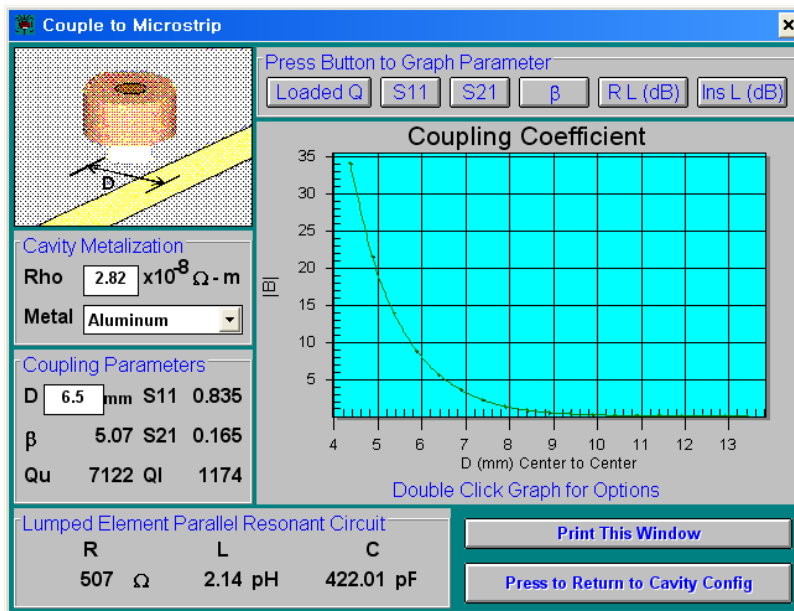 Couple to Microstrip
D
Press Button to Graph Parameter
Loaded Q S11 S21 β R L (dB) Ins L (dB)
Coupling Coefficient
35
30
25
20
15
10
5
|B|
4 5 6 7 8 9 10 11 12 13
D (mm) Center to Center
Double Click Graph for Options
Cavity Metalization
Rho 2.82 x10-8 Ω - m
Metal Aluminum
Coupling Parameters
D 6.5 mm S11 0.835
β 5.07 S21 0.165
Qu 7122 Ql 1174
Lumped Element Parallel Resonant Circuit
R L C
507 Ω 2.14 pH 422.01 pF
Print This Window
Press to Return to Cavity Config